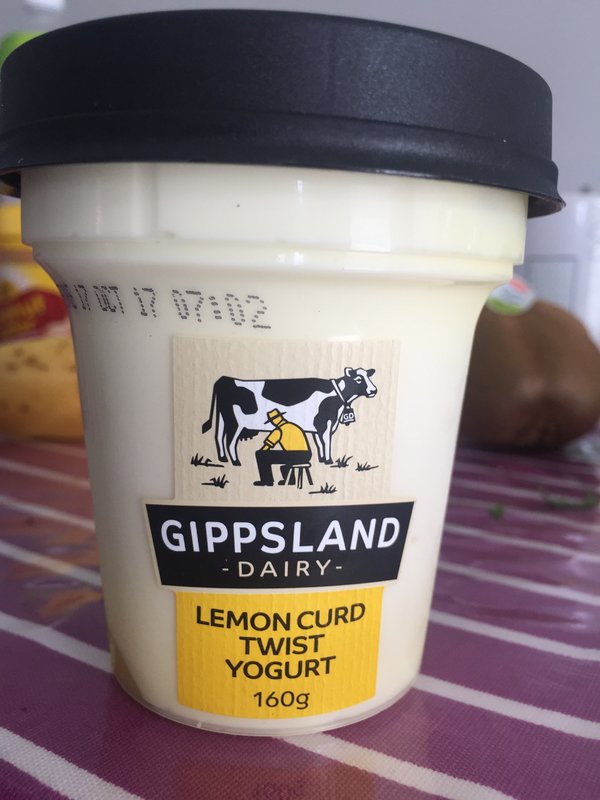 17 OCT 17 07:02
GD
GIPPSLAND
- DAIRY -
LEMON CURD
TWIST
YOGURT
160g